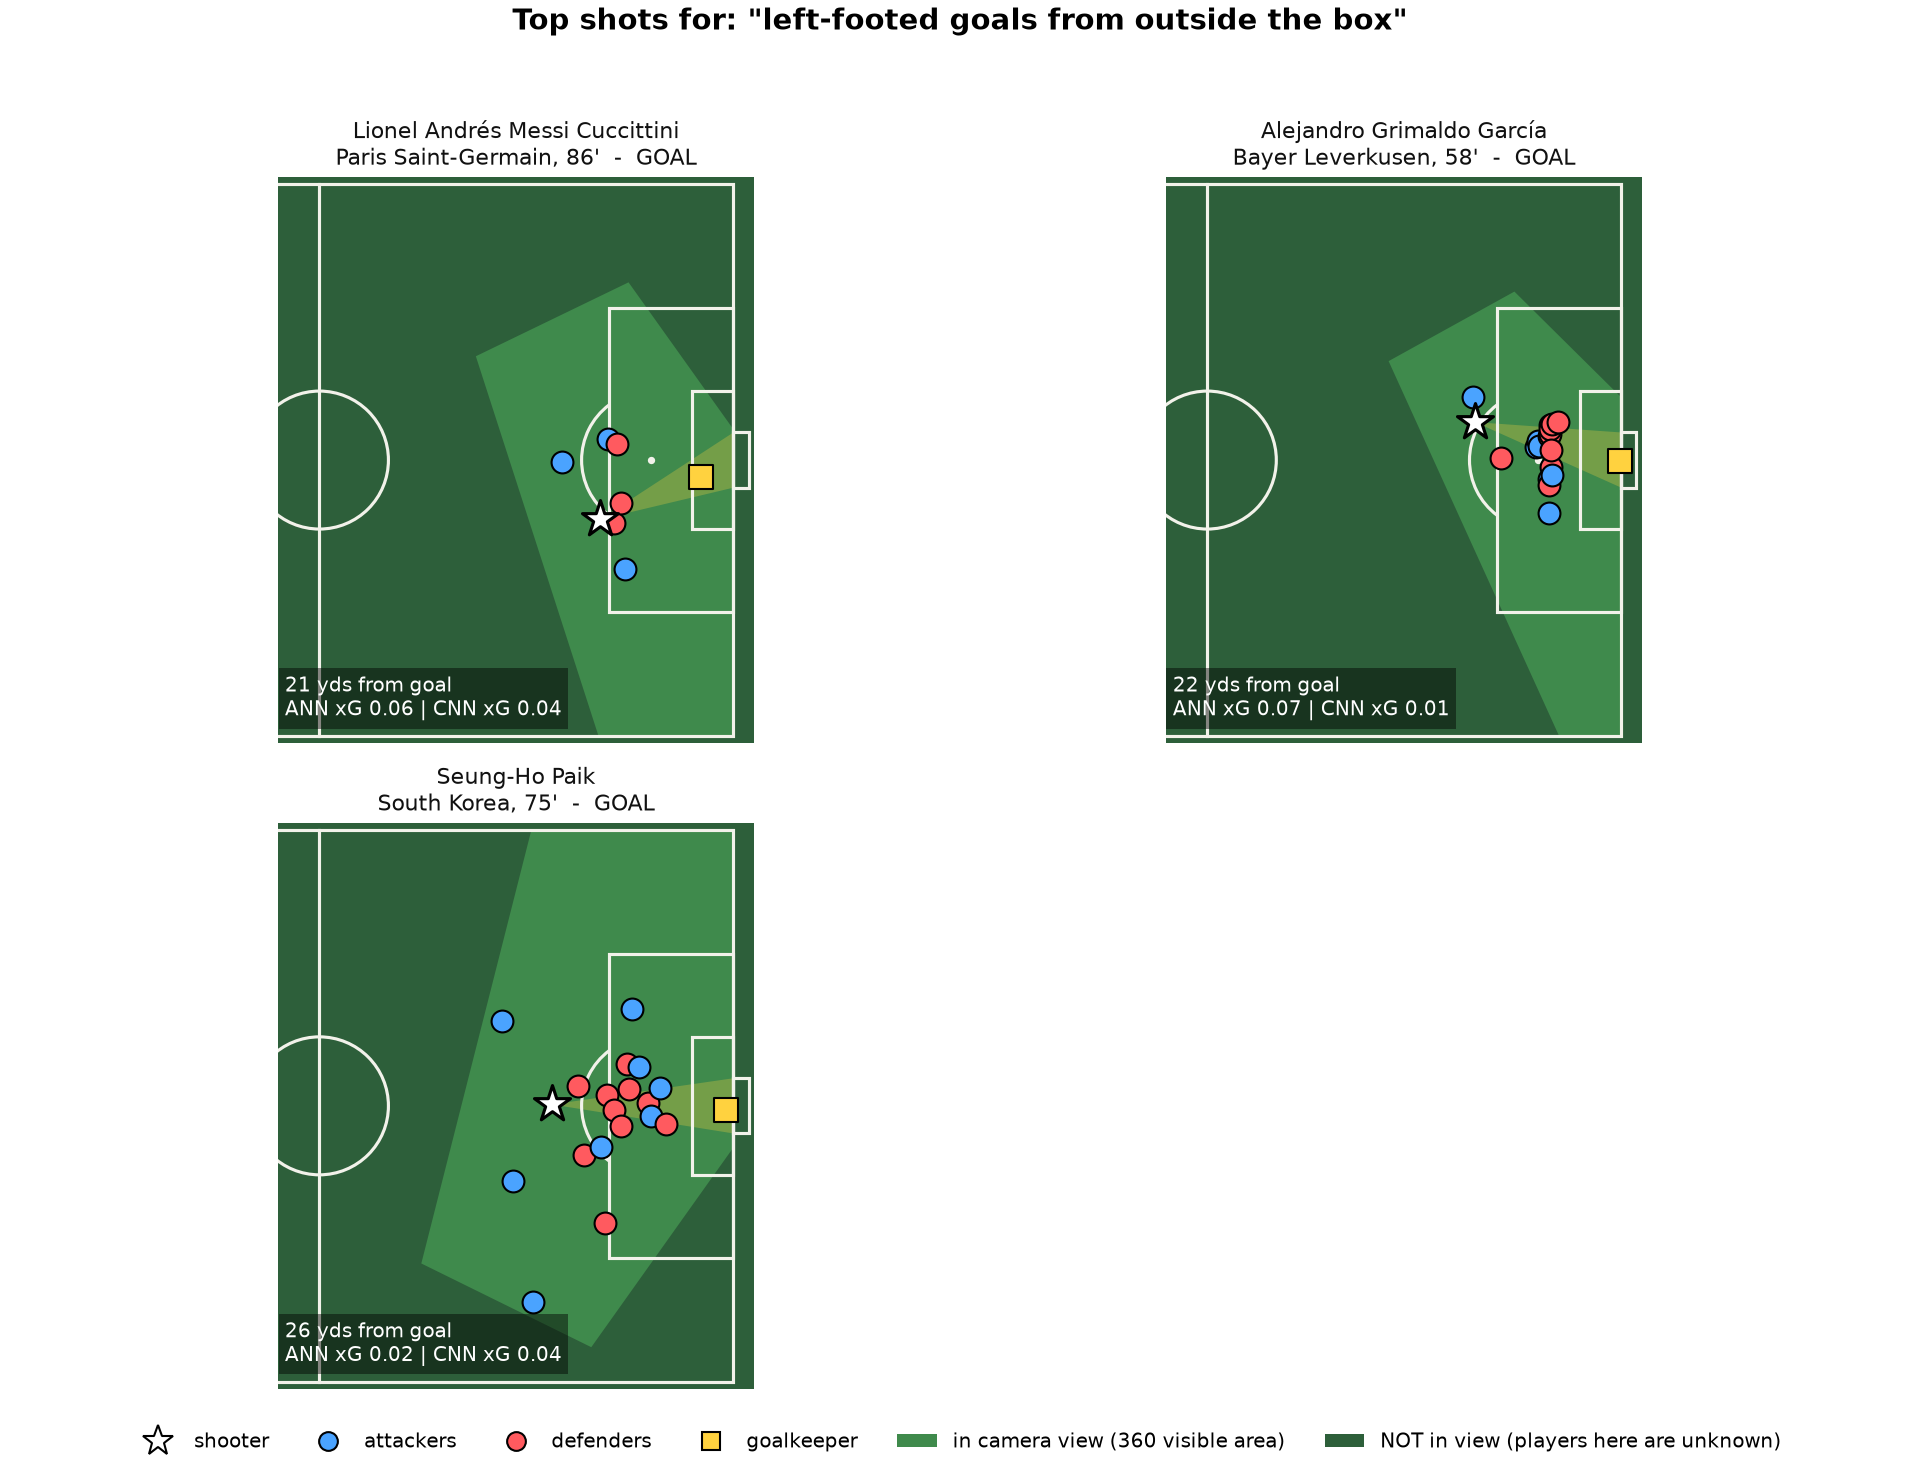 Top shots for: "left-footed goals from outside the box"
Lionel Andrés Messi Cuccittini
Paris Saint-Germain, 86'  -  GOAL
21 yds from goal
ANN xG 0.06 | CNN xG 0.04
Alejandro Grimaldo García
Bayer Leverkusen, 58'  -  GOAL
22 yds from goal
ANN xG 0.07 | CNN xG 0.01
Seung-Ho Paik
South Korea, 75'  -  GOAL
26 yds from goal
ANN xG 0.02 | CNN xG 0.04
shooter
attackers
defenders
goalkeeper
in camera view (360 visible area)
NOT in view (players here are unknown)